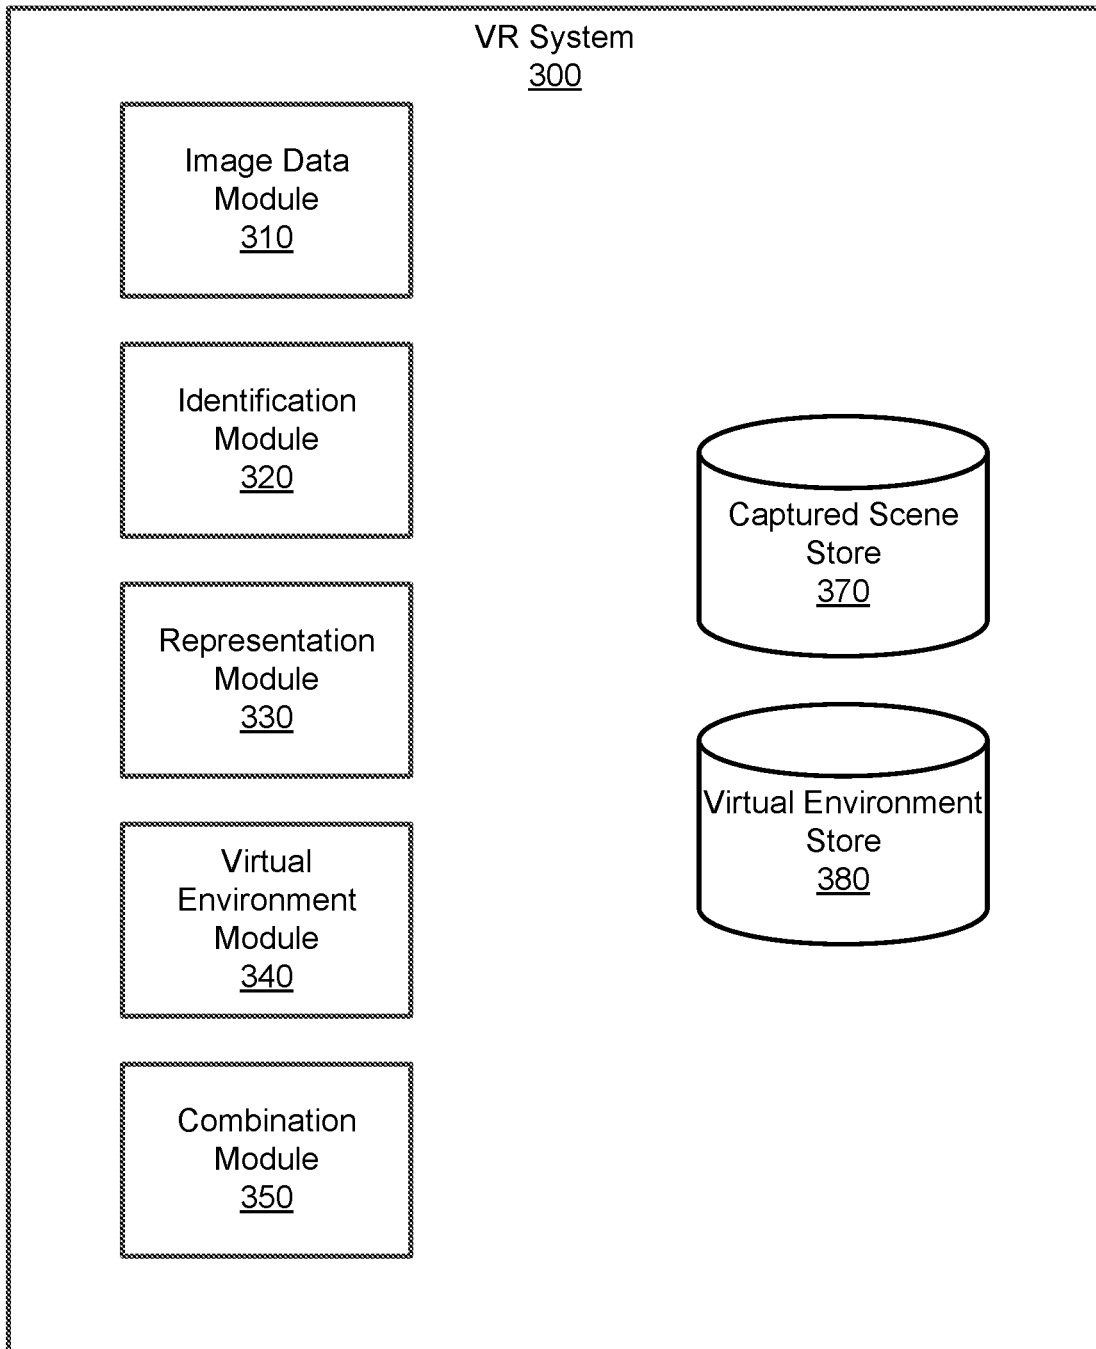 VR System
300
Image Data
Module
310
Identification
Module
320
Representation
Module
330
Virtual
Environment
Module
340
Combination
Module
350
Captured Scene
Store
370
Virtual Environment
Store
380